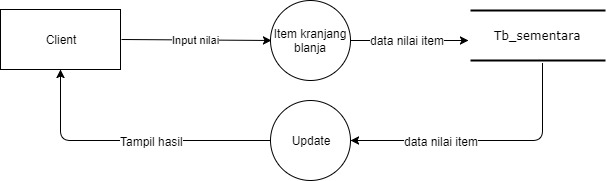 Client
Input nilai
Item kranjang
blanja
data nilai item
Tb_sementara
Tampil hasil
Update
data nilai item